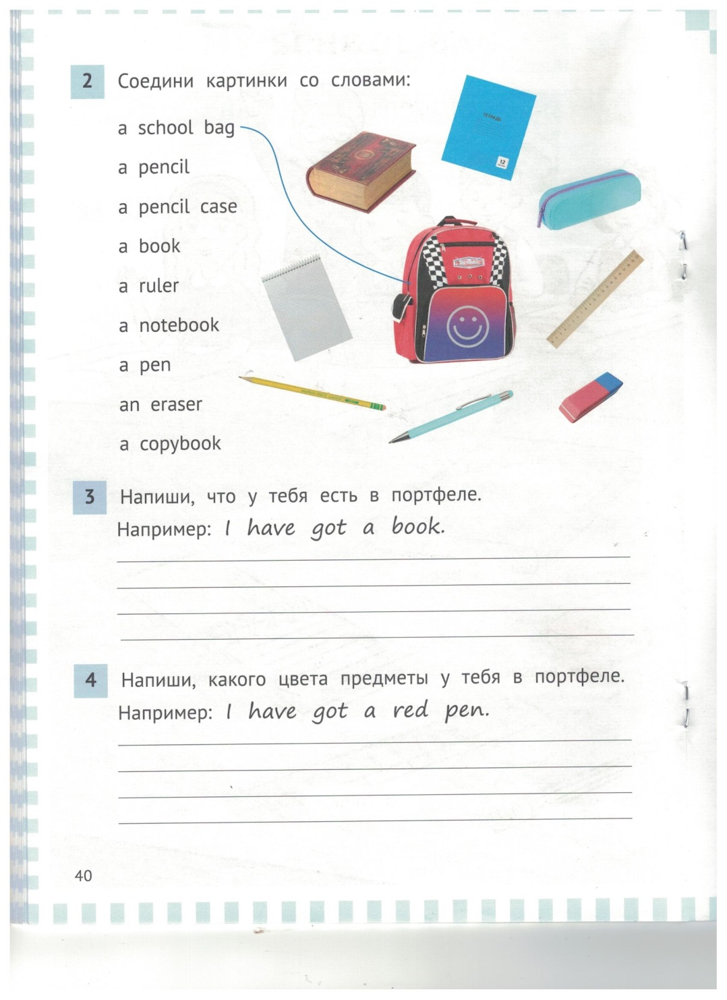 2 Соедини картинки со словами:
a school bag
a pencil
a pencil case
a book
a ruler
a notebook
a pen
an eraser
a copybook
ТЕТРАДЬ
12
3 Напиши, что у тебя есть в портфеле.
Например: I have got a book.
4 Напиши, какого цвета предметы у тебя в портфеле.
Например: I have got a red pen.
40